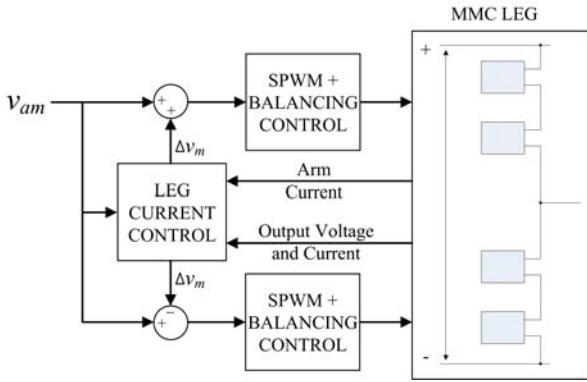 MMC LEG
+
SPWM +
BALANCING
CONTROL
v_am
+
+
Δv_m
LEG
CURRENT
CONTROL
Arm
Current
Output Voltage
and Current
Δv_m
+
−
SPWM +
BALANCING
CONTROL
-